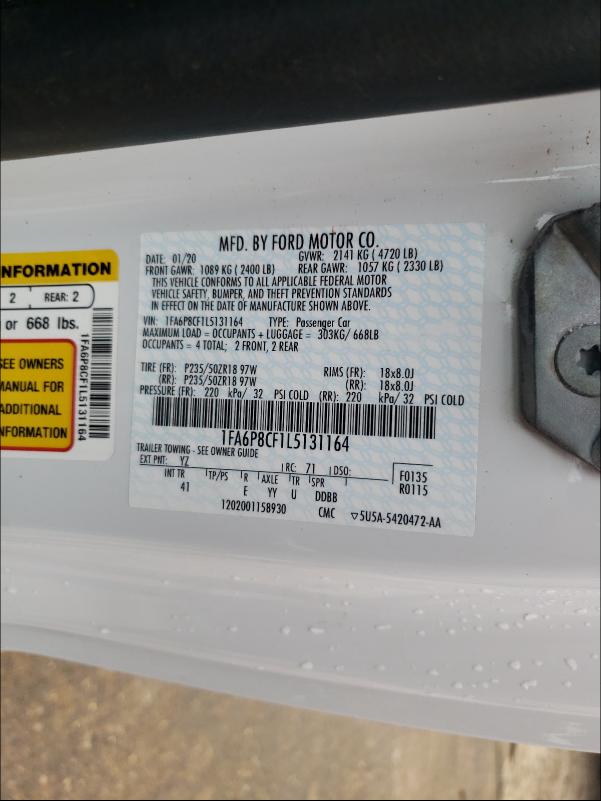 MFD. BY FORD MOTOR CO.
DATE: 01/20 GVWR: 2141 KG ( 4720 LB)
FRONT GAWR: 1089 KG ( 2400 LB) REAR GAWR: 1057 KG ( 2330 LB)
THIS VEHICLE CONFORMS TO ALL APPLICABLE FEDERAL MOTOR
VEHICLE SAFETY, BUMPER, AND THEFT PREVENTION STANDARDS
IN EFFECT ON THE DATE OF MANUFACTURE SHOWN ABOVE.
VIN: 1FA6P8CF1L5131164 TYPE: Passenger Car
MAXIMUM LOAD = OCCUPANTS + LUGGAGE = 303KG/ 668LB
OCCUPANTS = 4 TOTAL; 2 FRONT, 2 REAR
TIRE (FR): P235/50ZR18 97W RIMS (FR): 18x8.0J
(RR): P235/50ZR18 97W (RR): 18x8.0J
PRESSURE (FR): 220 kPa/ 32 PSI COLD (RR): 220 kPa/ 32 PSI COLD
1FA6P8CF1L5131164
TRAILER TOWING - SEE OWNER GUIDE
EXT PNT: YZ RC: 71 DSO: F0135
INT TR TP/PS R AXLE TR SPR R0115
41 E YY U DDBB
1202001158930 CMC ▽5U5A-5420472-AA
INFORMATION
2 REAR: 2
or 668 lbs.
SEE OWNERS
MANUAL FOR
ADDITIONAL
INFORMATION
1FA6P8CF1L5131164